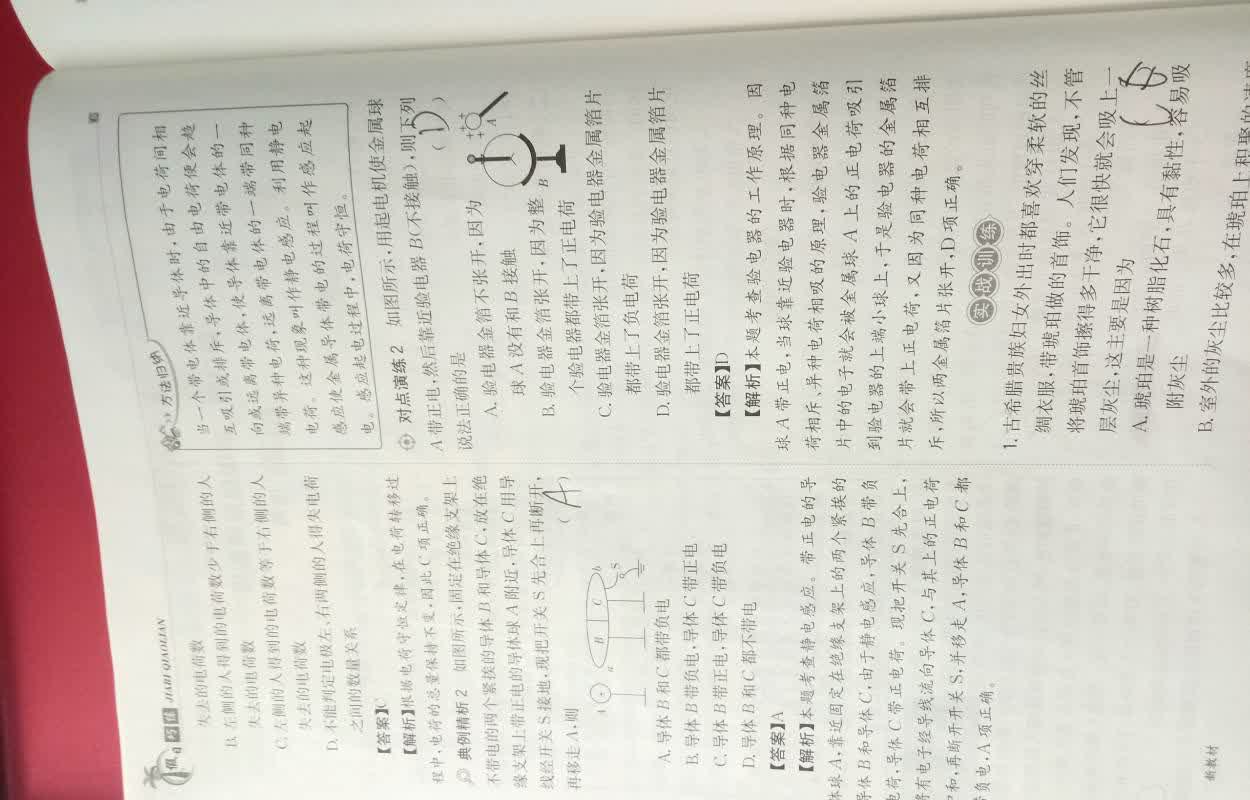 假日巧练 JIARI QIAOLIAN
失去的电荷数
B. 左侧的人得到的电荷数少于右侧的人
失去的电荷数
C. 左侧的人得到的电荷数等于右侧的人
失去的电荷数
D. 不能判定电极左、右两侧的人得失电荷
之间的数量关系
【答案】C
【解析】根据电荷守恒定律,在电荷转移过
程中,电荷的总量保持不变,因此C项正确。
典例精析2 如图所示,固定在绝缘支架上
不带电的两个紧挨的导体B和导体C,放在绝
缘支架上带正电的导体球A附近,导体C用导
线经开关S接地,现把开关S先合上再断开,
再移走A,则
(A)
A
B
C
a
b
S
A. 导体B和C都带负电
B. 导体B带负电,导体C带正电
C. 导体B带正电,导体C带负电
D. 导体B和C都不带电
【答案】A
【解析】本题考查静电感应。带正电的导
体球A靠近固定在绝缘支架上的两个紧挨的
导体B和导体C,由于静电感应,导体B带负
电荷,导体C带正电荷。现把开关S先合上,
将有电子经导线流向导体C,与其上的正电荷
中和,再断开开关S,并移走A,导体B和C都
带负电,A项正确。
新教材
方法归纳
当一个带电体靠近导体时,由于电荷间相
互吸引或排斥,导体中的自由电荷便会趋
向或远离带电体,使导体靠近带电体的一
端带异种电荷,远离带电体的一端带同种
电荷。这种现象叫作静电感应。利用静电
感应使金属导体带电的过程叫作感应起
电。感应起电过程中,电荷守恒。
对点演练2 如图所示,用起电机使金属球
A带正电,然后靠近验电器B(不接触),则下列
说法正确的是
(D)
A. 验电器金箔不张开,因为
球A没有和B接触
B. 验电器金箔张开,因为整
个验电器都带上了正电荷
C. 验电器金箔张开,因为验电器金属箔片
都带上了负电荷
D. 验电器金箔张开,因为验电器金属箔片
都带上了正电荷
A
B
【答案】D
【解析】本题考查验电器的工作原理。因
球A带正电,当球靠近验电器时,根据同种电
荷相斥、异种电荷相吸的原理,验电器金属箔
片中的电子就会被金属球A上的正电荷吸引
到验电器的上端小球上,于是验电器的金属箔
片就会带上正电荷,又因为同种电荷相互排
斥,所以两金属箔片张开,D项正确。
实战训练
1. 古希腊贵族妇女外出时都喜欢穿柔软的丝
绸衣服,带琥珀做的首饰。人们发现,不管
将琥珀首饰擦得多干净,它很快就会吸上一
层灰尘,这主要是因为
A. 琥珀是一种树脂化石,具有黏性,容易吸
附灰尘
B. 室外的灰尘比较多,在琥珀上积聚的速度